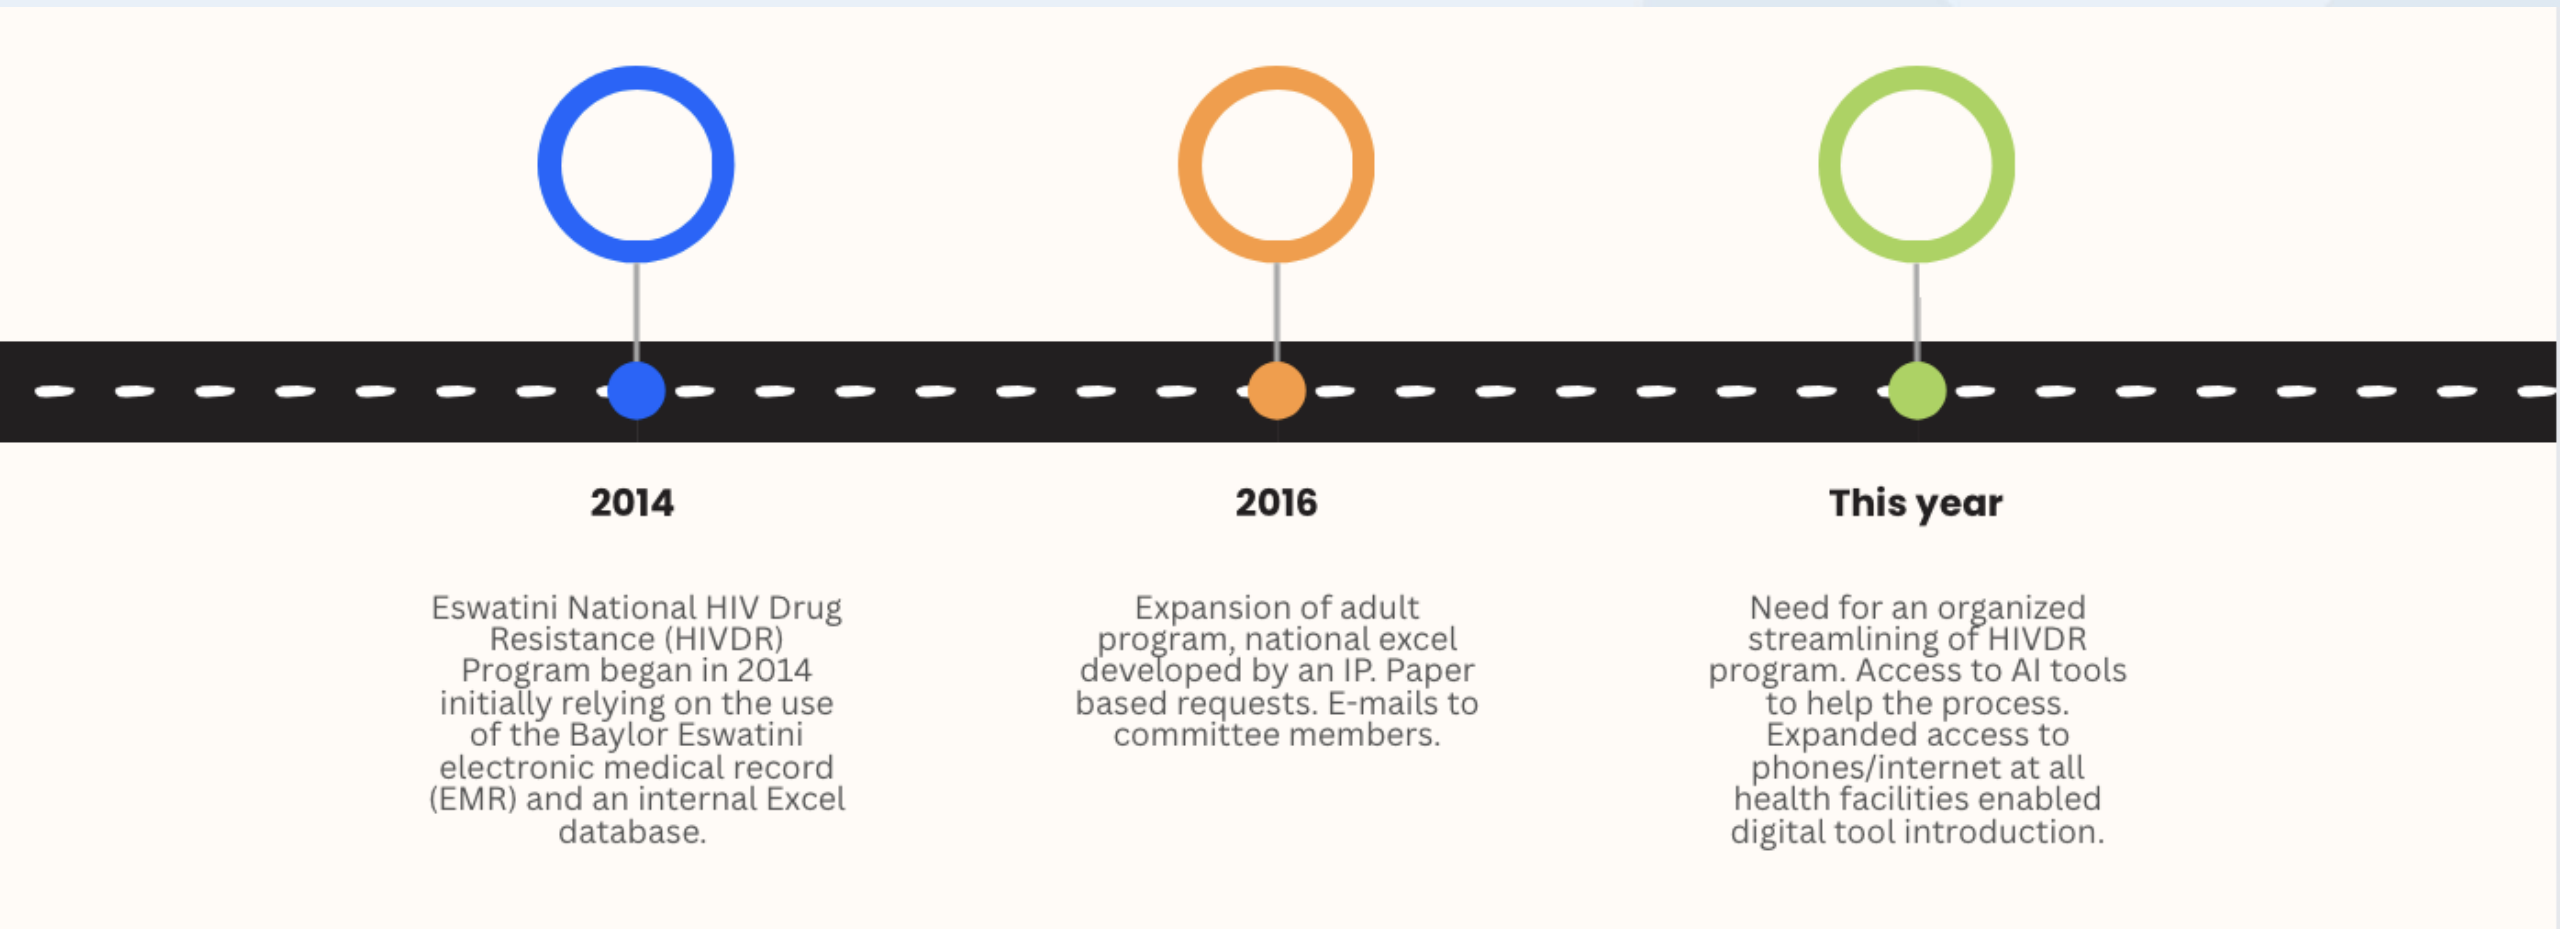 2014
Eswatini National HIV Drug
Resistance (HIVDR)
Program began in 2014
initially relying on the use
of the Baylor Eswatini
electronic medical record
(EMR) and an internal Excel
database.
2016
Expansion of adult
program, national excel
developed by an IP. Paper
based requests. E-mails to
committee members.
This year
Need for an organized
streamlining of HIVDR
program. Access to AI tools
to help the process.
Expanded access to
phones/internet at all
health facilities enabled
digital tool introduction.